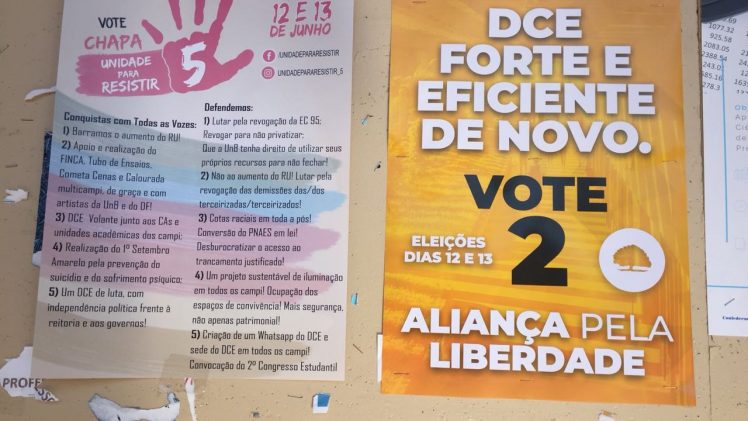 VOTE
CHAPA
UNIDADE
PARA
RESISTIR
5
12 E 13
DE JUNHO
/UNIDADEPARARESISTIR
/UNIDADEPARARESISTIR_5
Conquistas com Todas as Vozes:
1) Barramos o aumento do RU!
2) Apoio e realização do
FINCA, Tubo de Ensaios,
Cometa Cenas e Calourada
multicampi, de graça e com
artistas da UnB e do DF!
3) DCE Volante junto aos CAs e
unidades acadêmicas dos campi;
4) Realização do 1º Setembro
Amarelo pela prevenção do
suicídio e do sofrimento psíquico;
5) Um DCE de luta, com
independência política frente à
reitoria e aos governos!
Defendemos:
1) Lutar pela revogação da EC 95;
Revogar para não privatizar;
Que a UnB tenha direito de utilizar seus
próprios recursos para não fechar!
2) Não ao aumento do RU! Lutar pela
revogação das demissões das/dos
terceirizadas/terceirizados!
3) Cotas raciais em toda a pós!
Conversão do PNAES em lei!
Desburocratizar o acesso ao
trancamento justificado!
4) Um projeto sustentável de iluminação
em todos os campi! Ocupação dos
espaços de convivência! Mais segurança,
não apenas patrimonial!
5) Criação de um Whatsapp do DCE e
sede do DCE em todos os campi!
Convocação do 2º Congresso Estudantil
DCE
FORTE E
EFICIENTE
DE NOVO.
VOTE
2
ELEIÇÕES
DIAS 12 E 13
ALIANÇA PELA
LIBERDADE
1077.32
925.58
2083.05
2388.54